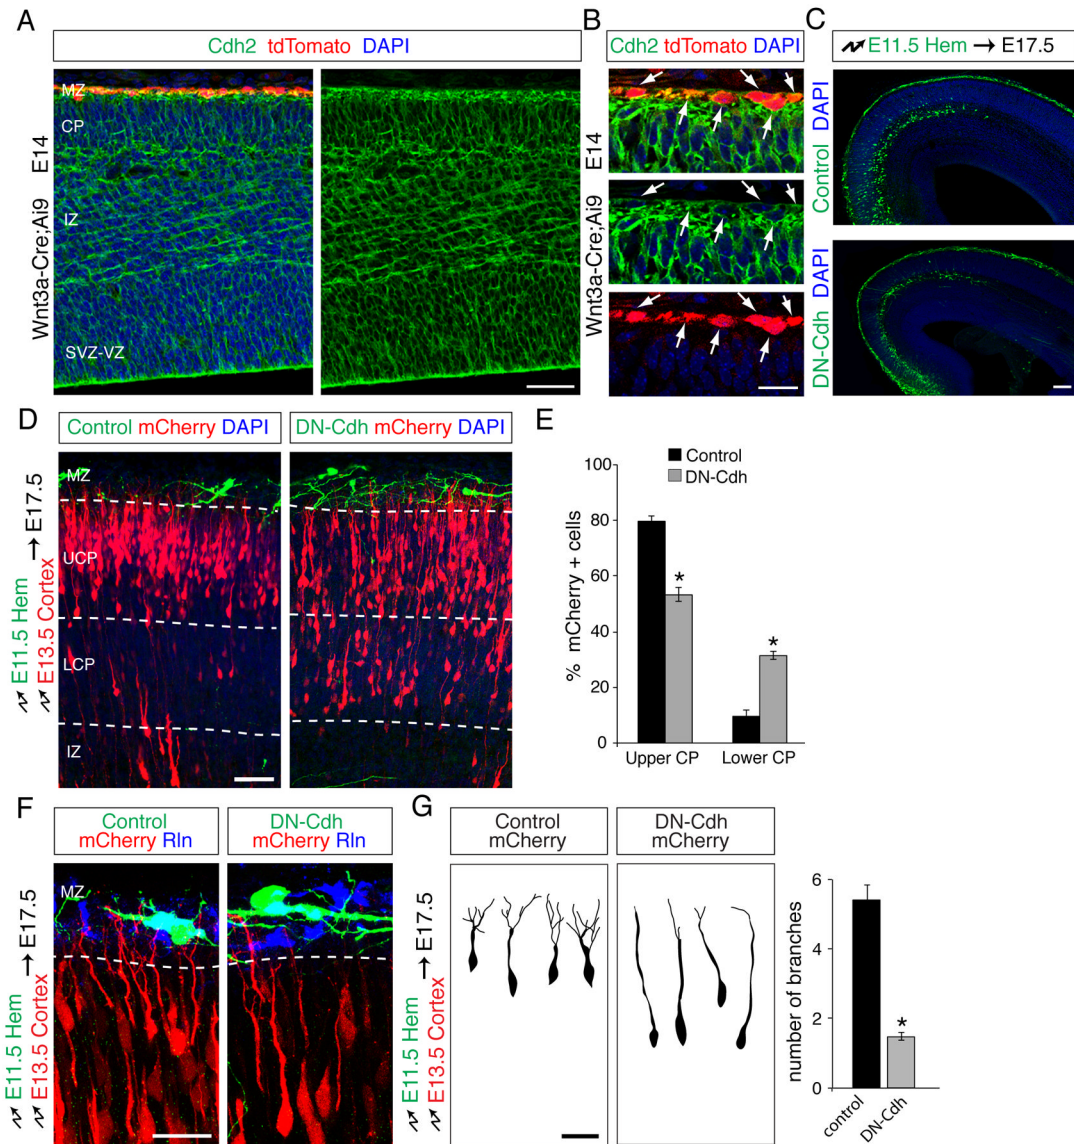 A
Cdh2 tdTomato DAPI
Wnt3a-Cre;Ai9 E14
MZ
CP
IZ
SVZ-VZ
B
Cdh2 tdTomato DAPI
Wnt3a-Cre;Ai9 E14
C
E11.5 Hem → E17.5
Control DAPI
DN-Cdh DAPI
D
Control mCherry DAPI
DN-Cdh mCherry DAPI
E11.5 Hem
E13.5 Cortex → E17.5
MZ
UCP
LCP
IZ
E
Control
DN-Cdh
% mCherry + cells
100
80
60
40
20
0
*
*
Upper CP
Lower CP
F
Control
mCherry Rln
DN-Cdh
mCherry Rln
E11.5 Hem
E13.5 Cortex → E17.5
MZ
G
Control
mCherry
DN-Cdh
mCherry
E11.5 Hem
E13.5 Cortex → E17.5
number of branches
6
4
2
0
*
control
DN-Cdh